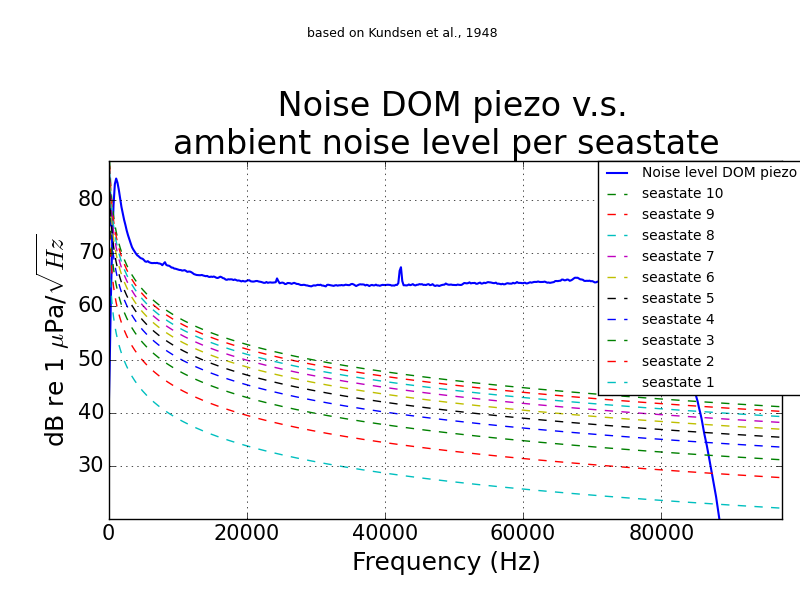 based on Kundsen et al., 1948
Noise DOM piezo v.s.
ambient noise level per seastate
dB re 1 μPa/√Hz
80
70
60
50
40
30
0 20000 40000 60000 80000
Frequency (Hz)
Noise level DOM piezo
seastate 10
seastate 9
seastate 8
seastate 7
seastate 6
seastate 5
seastate 4
seastate 3
seastate 2
seastate 1